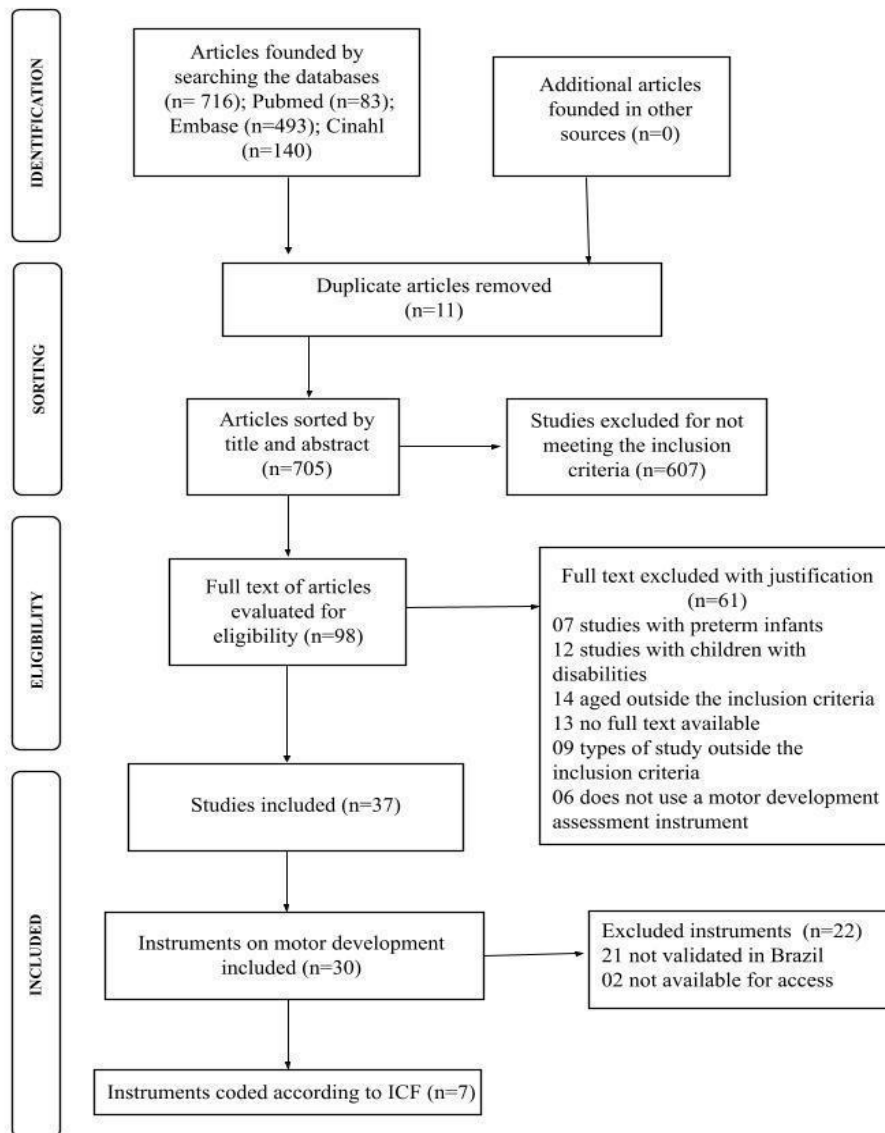 IDENTIFICATION
Articles founded by
searching the databases
(n= 716); Pubmed (n=83);
Embase (n=493); Cinahl
(n=140)
Additional articles
founded in other
sources (n=0)
SORTING
Duplicate articles removed
(n=11)
Articles sorted by
title and abstract
(n=705)
Studies excluded for not
meeting the inclusion
criteria (n=607)
ELIGIBILITY
Full text of articles
evaluated for
eligibility (n=98)
Full text excluded with justification
(n=61)
07 studies with preterm infants
12 studies with children with
disabilities
14 aged outside the inclusion criteria
13 no full text available
09 types of study outside the
inclusion criteria
06 does not use a motor development
assessment instrument
INCLUDED
Studies included (n=37)
Instruments on motor development
included (n=30)
Excluded instruments (n=22)
21 not validated in Brazil
02 not available for access
Instruments coded according to ICF (n=7)